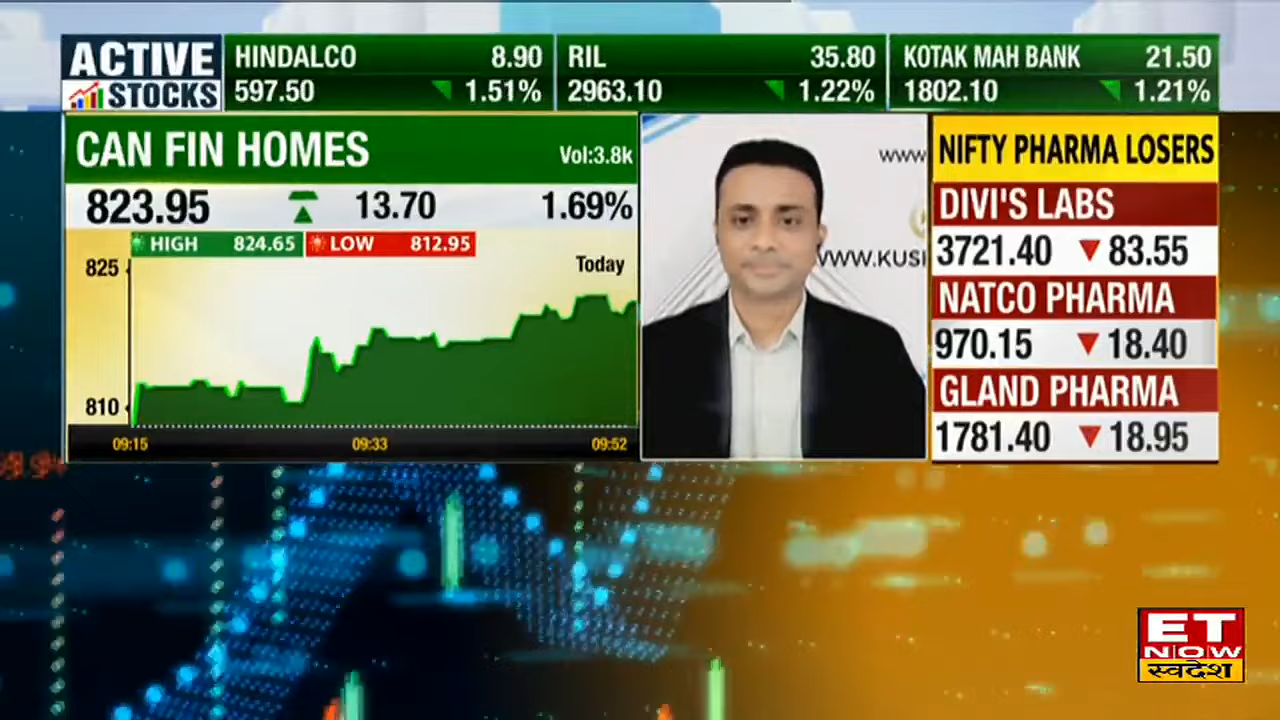 ACTIVE
STOCKS
HINDALCO 8.90
597.50 1.51%
RIL 35.80
2963.10 1.22%
KOTAK MAH BANK 21.50
1802.10 1.21%
CAN FIN HOMES Vol:3.8k
823.95 13.70 1.69%
HIGH 824.65 LOW 812.95
825 Today
810
09:15 09:33 09:52
www
WWW.KUS
NIFTY PHARMA LOSERS
DIVI'S LABS
3721.40 83.55
NATCO PHARMA
970.15 18.40
GLAND PHARMA
1781.40 18.95
ET
NOW
स्वदेश